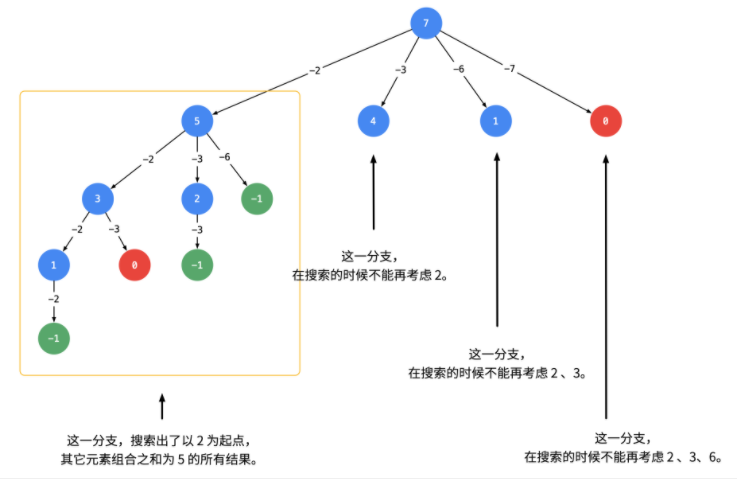 7
-2
-3
-6
-7
5
4
1
0
-2
-3
-6
3
2
-1
-2
-3
-3
1
0
-1
-2
-1
这一分支，
在搜索的时候不能再考虑 2。
这一分支，
在搜索的时候不能再考虑 2 、3。
这一分支，搜索出了以 2 为起点，
其它元素组合之和为 5 的所有结果。
这一分支，
在搜索的时候不能再考虑 2 、3、6。